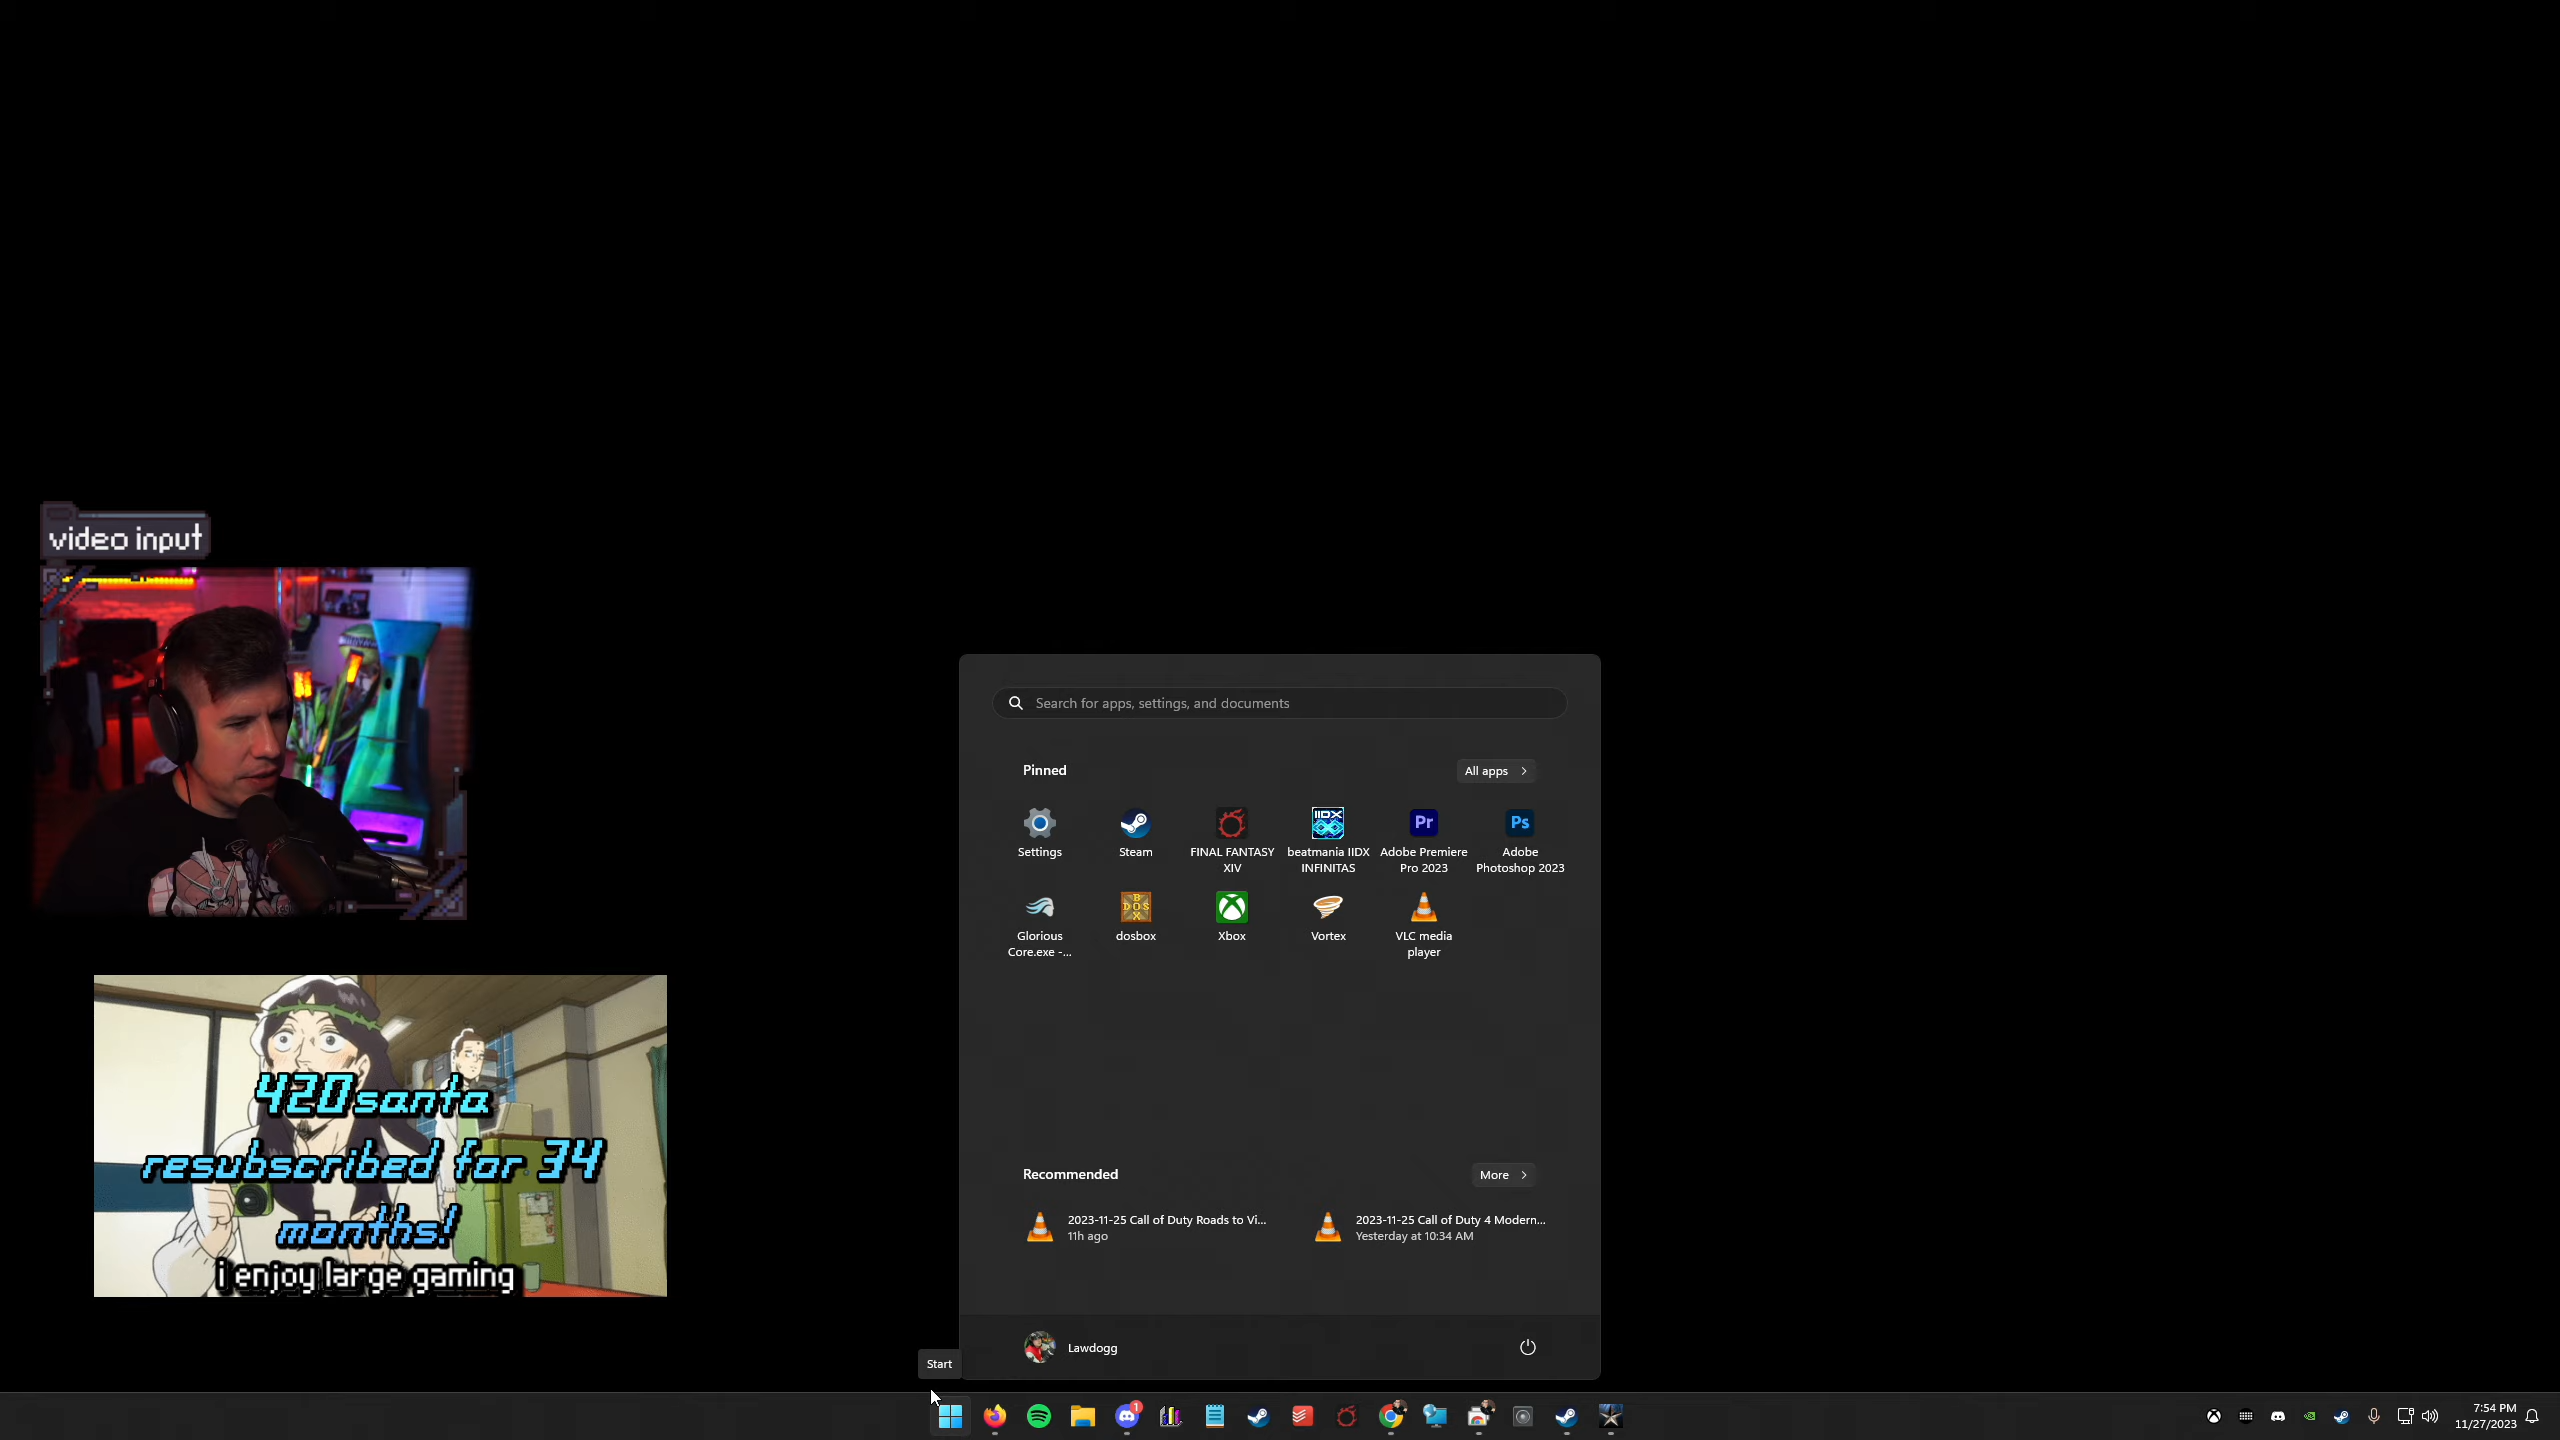 video input
420santa
resubscribed for 34
months!
i enjoy large gaming
Search for apps, settings, and documents
Pinned
All apps
Settings
Steam
FINAL FANTASY
XIV
beatmania IIDX
INFINITAS
Adobe Premiere
Pro 2023
Adobe
Photoshop 2023
Glorious
Core.exe -...
dosbox
Xbox
Vortex
VLC media
player
Recommended
More
2023-11-25 Call of Duty Roads to Vi...
11h ago
2023-11-25 Call of Duty 4 Modern...
Yesterday at 10:34 AM
Lawdogg
Start
7:54 PM
11/27/2023